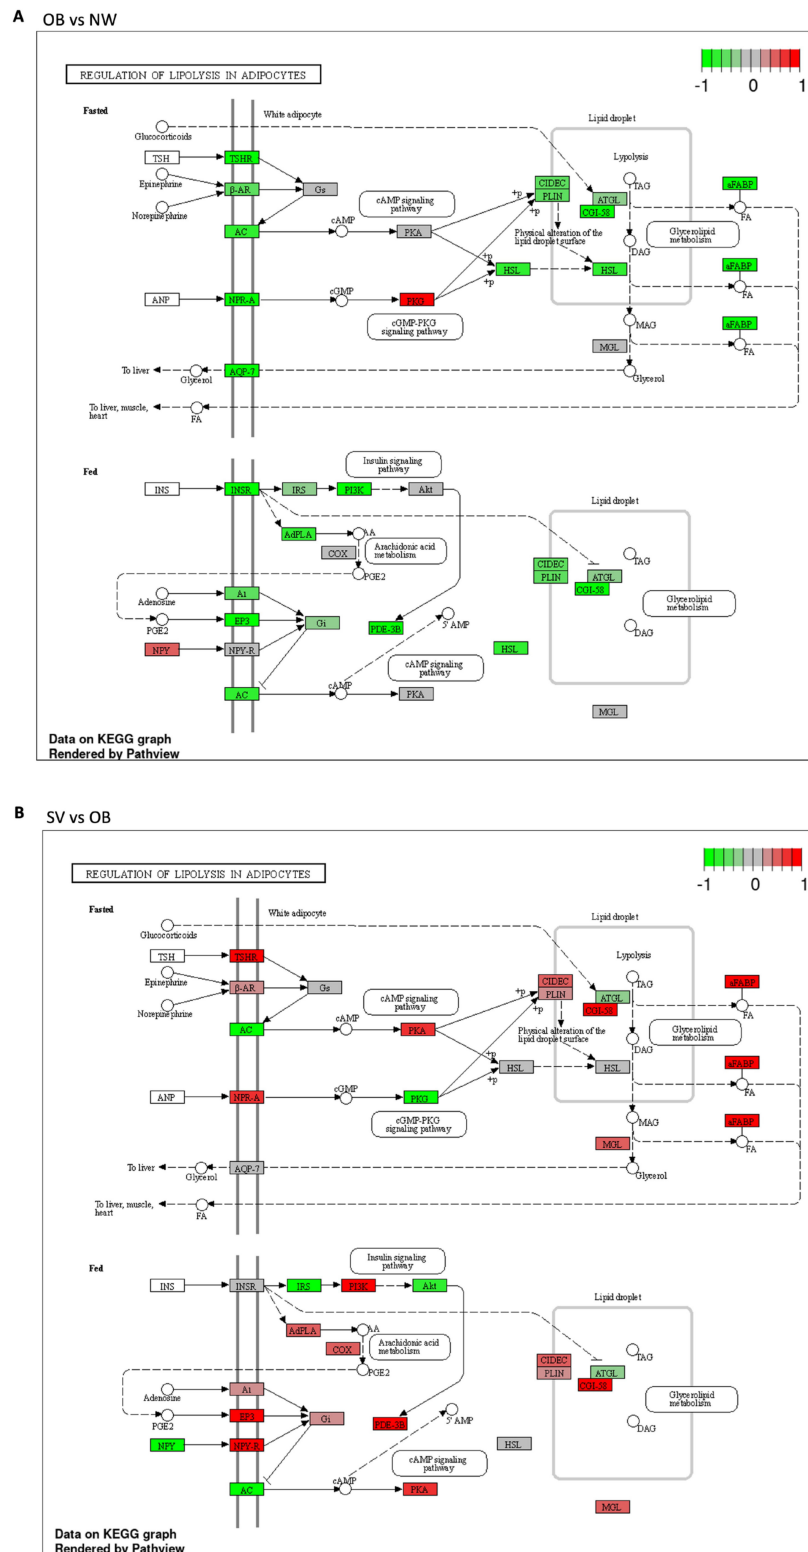 A OB vs NW
-1 0 1
REGULATION OF LIPOLYSIS IN ADIPOCYTES
Fasted
White adipocyte
Lipid droplet
Glucocorticoids
TSH TSHR
Lypolysis
CIDEC
aFABP
Epinephrine
TAG
β-AR Gs
+p
PLIN
ATGL
cAMP signaling
pathway
CGI-58
FA
Norepinephrine
cAMP
AC PKA
Physical alteration of the
lipid droplet surface
Glycerolipid
metabolism
DAG
+p
HSL HSL
aFABP
+p
cGMP
FA
ANP NPR-A PKG
MAG
aFABP
cGMP-PKG
signaling pathway
MGL
FA
To liver
AQP-7
Glycerol
Glycerol
To liver, muscle,
heart
FA
Fed
Insulin signaling
pathway
INS INSR IRS PI3K Akt
Lipid droplet
AdPLA AA
COX
Arachidonic acid
metabolism
TAG
CIDEC
PLIN
ATGL
PGE2
CGI-58
A1
Adenosine
Glycerolipid
metabolism
EP3
Gi
5' AMP
PGE2
PDE-3B
DAG
NPY NPY-R
HSL
cAMP signaling
pathway
cAMP
AC PKA
MGL
Data on KEGG graph
Rendered by Pathview
B SV vs OB
-1 0 1
REGULATION OF LIPOLYSIS IN ADIPOCYTES
Fasted
White adipocyte
Lipid droplet
Glucocorticoids
TSH TSHR
Lypolysis
CIDEC
aFABP
Epinephrine
TAG
β-AR Gs
+p
PLIN
ATGL
cAMP signaling
pathway
CGI-58
FA
Norepinephrine
cAMP
AC PKA
Physical alteration of the
lipid droplet surface
Glycerolipid
metabolism
DAG
+p
HSL HSL
aFABP
+p
cGMP
FA
ANP NPR-A PKG
MAG
aFABP
cGMP-PKG
signaling pathway
MGL
FA
To liver
AQP-7
Glycerol
Glycerol
To liver, muscle,
heart
FA
Fed
Insulin signaling
pathway
INS INSR IRS PI3K Akt
Lipid droplet
AdPLA AA
COX
Arachidonic acid
metabolism
TAG
CIDEC
PLIN
ATGL
PGE2
CGI-58
A1
Adenosine
Glycerolipid
metabolism
EP3
Gi
5' AMP
PGE2
PDE-3B
DAG
NPY NPY-R
HSL
cAMP signaling
pathway
cAMP
AC PKA
MGL
Data on KEGG graph
Rendered by Pathview